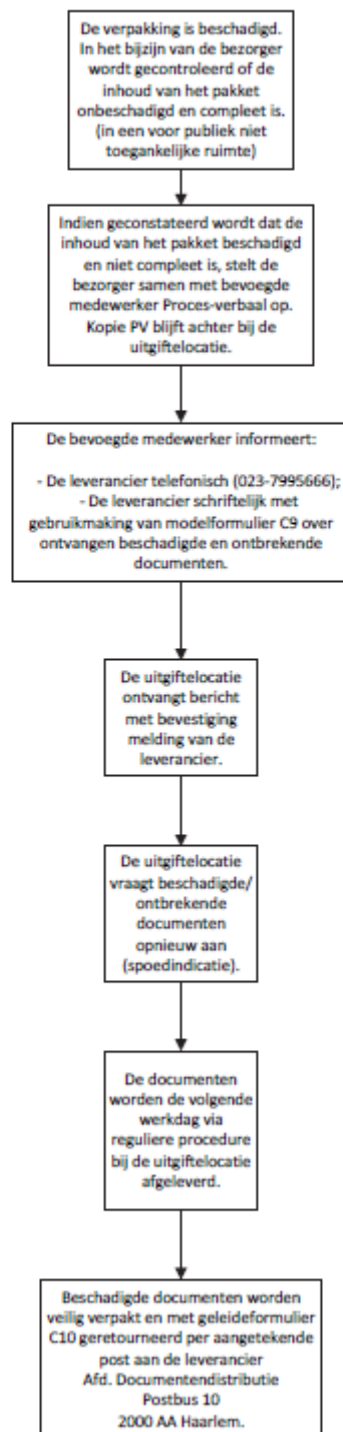 De verpakking is beschadigd.
In het bijzijn van de bezorger
wordt gecontroleerd of de
inhoud van het pakket
onbeschadigd en compleet is.
(in een voor publiek niet
toegankelijke ruimte)
Indien geconstateerd wordt dat de
inhoud van het pakket beschadigd
en niet compleet is, stelt de
bezorger samen met bevoegde
medewerker Proces-verbaal op.
Kopie PV blijft achter bij de
uitgiftelocatie.
De bevoegde medewerker informeert:
- De leverancier telefonisch (023-7995666);
- De leverancier schriftelijk met
gebruikmaking van modelformulier C9 over
ontvangen beschadigde en ontbrekende
documenten.
De uitgiftelocatie
ontvangt bericht
met bevestiging
melding van de
leverancier.
De uitgiftelocatie
vraagt beschadigde/
ontbrekende
documenten
opnieuw aan
(spoedindicatie).
De documenten
worden de volgende
werkdag via
reguliere procedure
bij de uitgiftelocatie
afgeleverd.
Beschadigde documenten worden
veilig verpakt en met geleideformulier
C10 geretourneerd per aangetekende
post aan de leverancier
Afd. Documentendistributie
Postbus 10
2000 AA Haarlem.